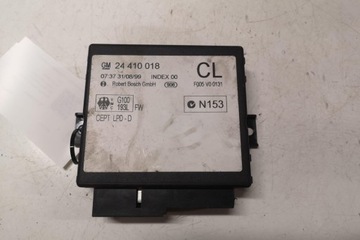 GM 24 410 018
CL
07:37 31/08/99 INDEX 00
Robert Bosch GmbH
F005 V0 0131
G100
193L FW
N153
CEPT LPD - D